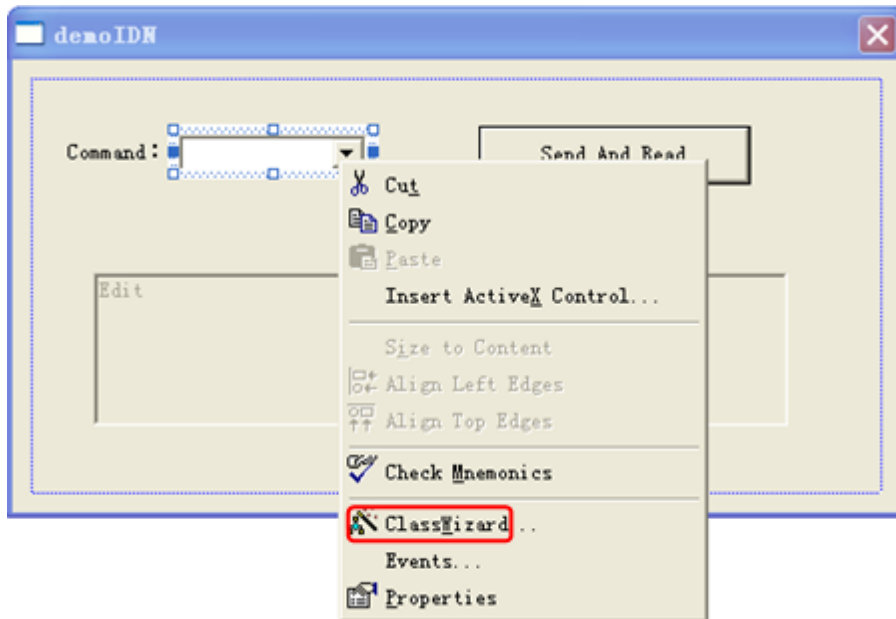 demoIDN
Command:
Send And Read
Edit
Cut
Copy
Paste
Insert ActiveX Control...
Size to Content
Align Left Edges
Align Top Edges
Check Mnemonics
ClassWizard...
Events...
Properties